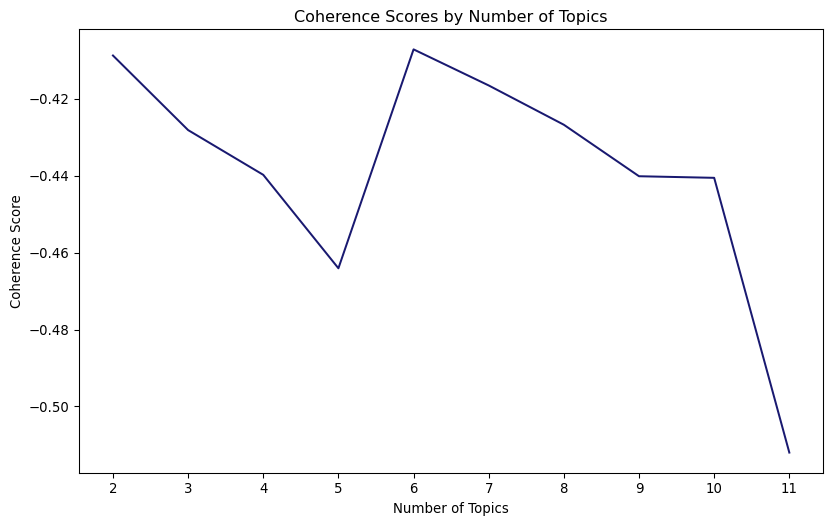 Coherence Scores by Number of Topics
−0.42
−0.44
−0.46
−0.48
−0.50
Coherence Score
2 3 4 5 6 7 8 9 10 11
Number of Topics